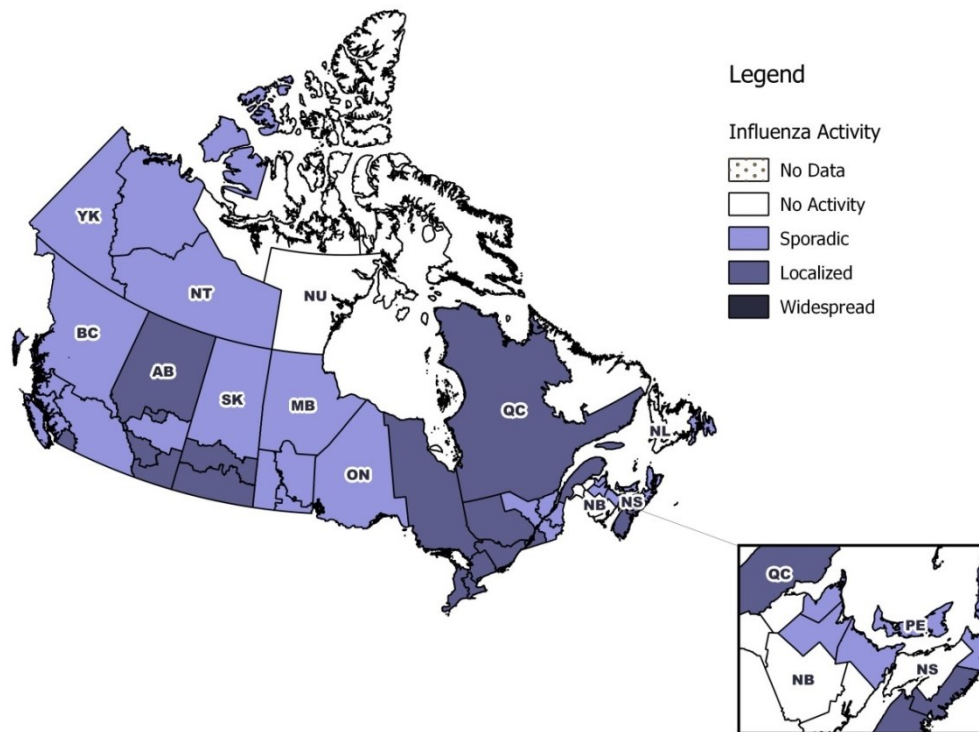 Legend
Influenza Activity
No Data
No Activity
Sporadic
Localized
Widespread
YK
NT
NU
BC
AB
SK
MB
ON
QC
NL
NB
NS
QC
PE
NS
NB